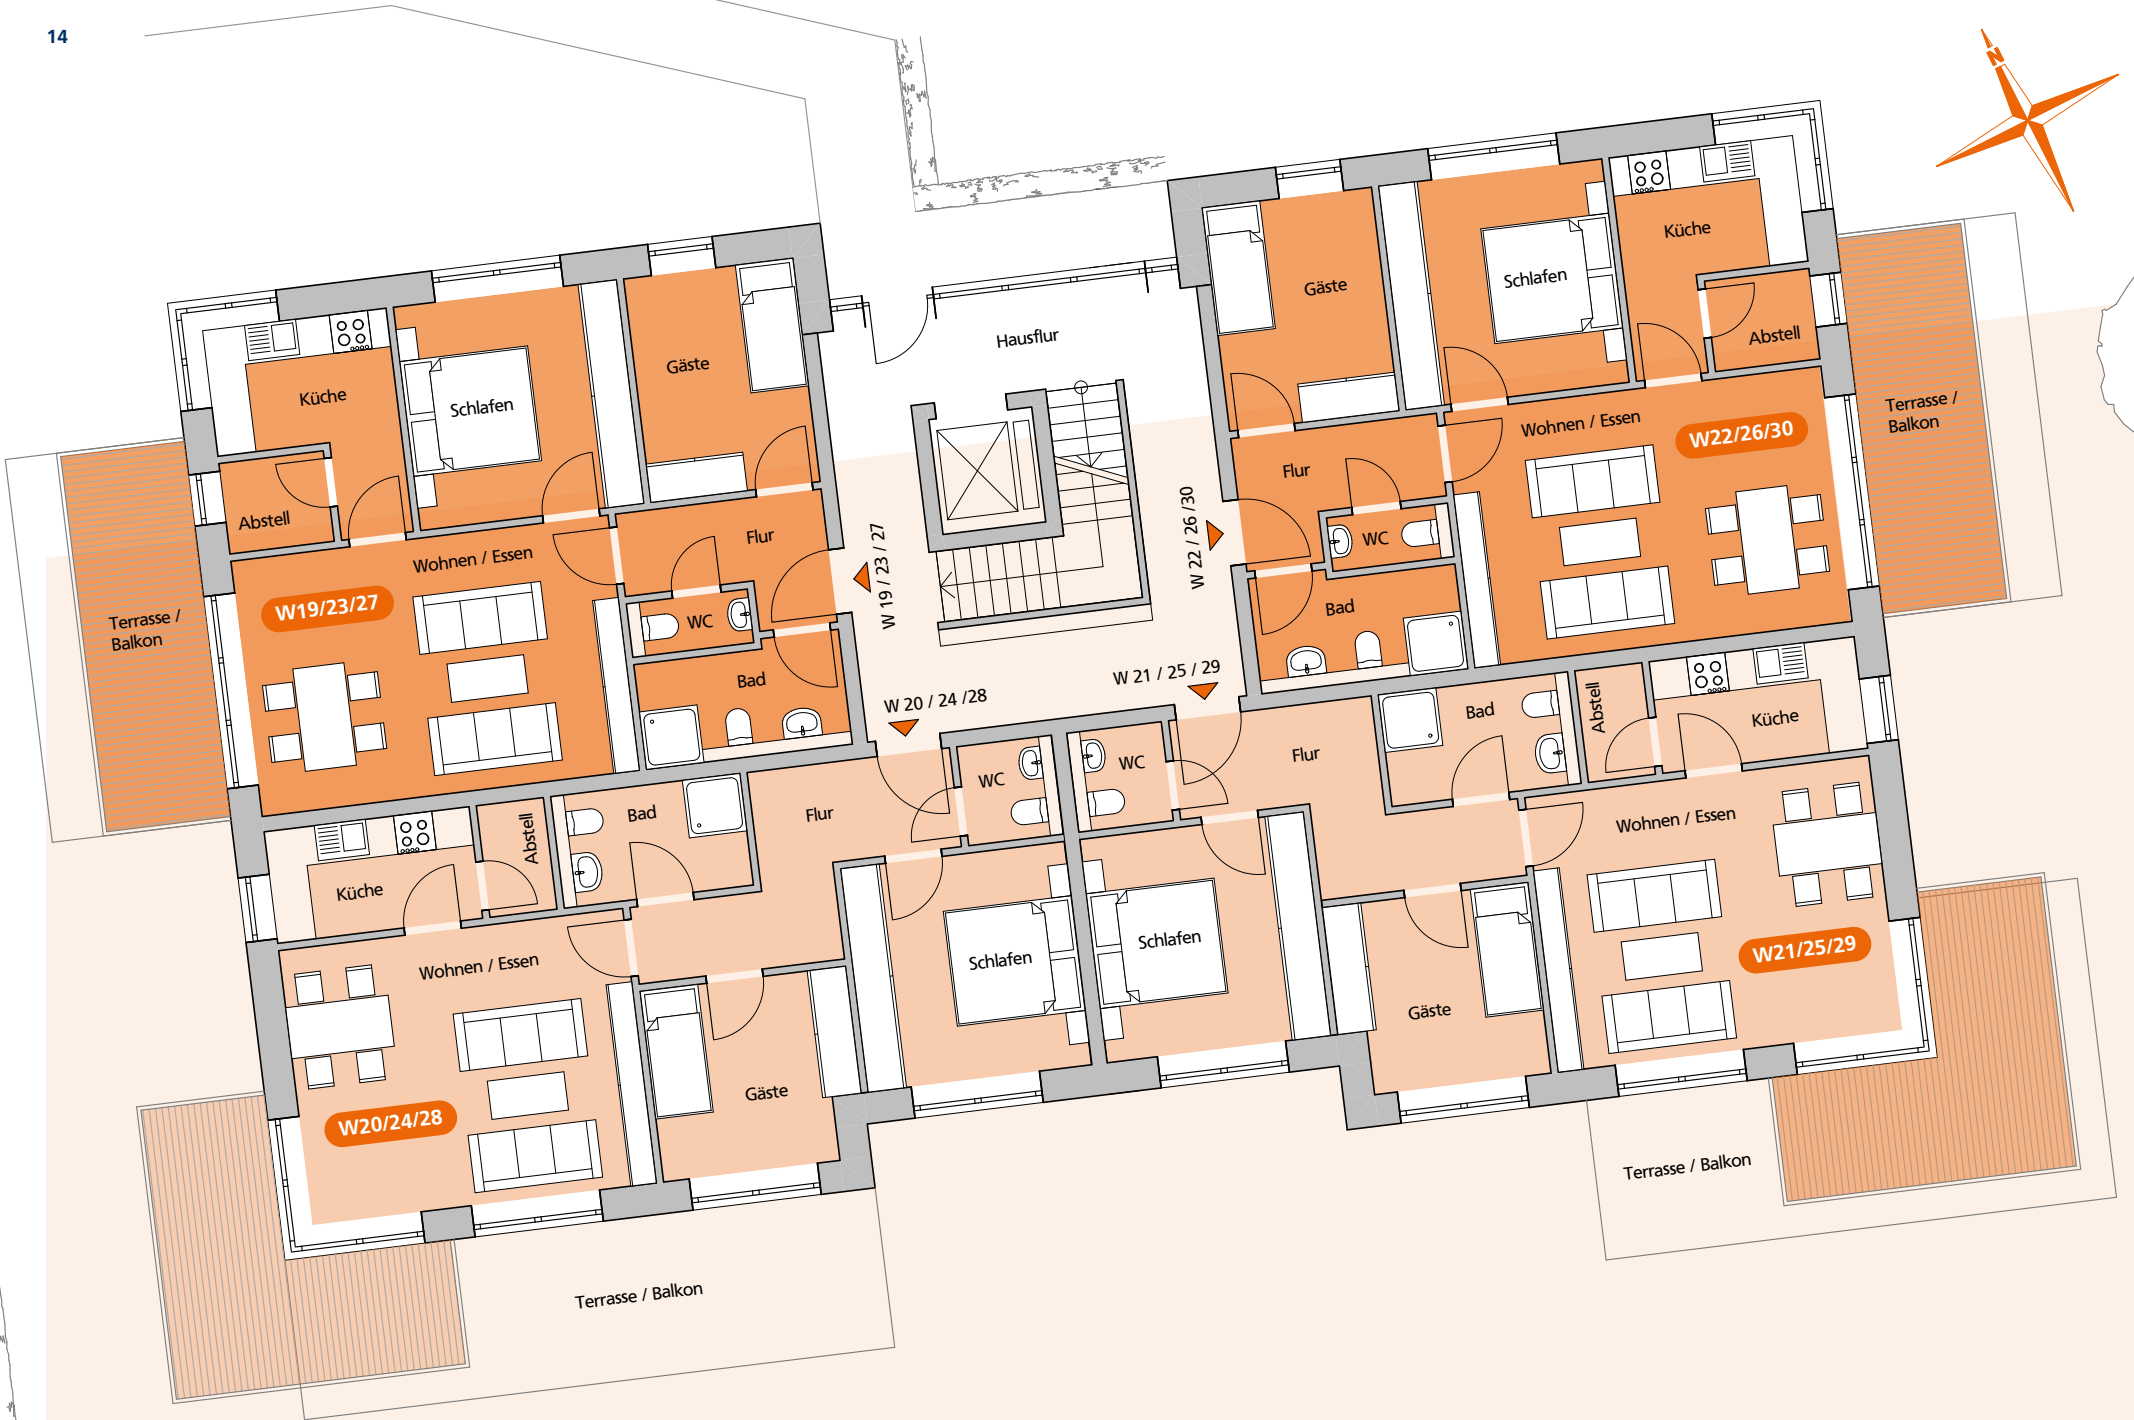 14
N
Küche
Schlafen
Gäste
Abstell
Wohnen / Essen
Flur
W19/23/27
Terrasse /
Balkon
WC
Bad
W 19 / 23 / 27
Hausflur
Gäste
Schlafen
Küche
Abstell
Wohnen / Essen
W22/26/30
Terrasse /
Balkon
Flur
WC
Bad
W 22 / 26 /30
W 20 / 24 /28
W 21 / 25 / 29
Küche
Abstell
Bad
Flur
WC
Wohnen / Essen
W20/24/28
Gäste
Schlafen
Terrasse / Balkon
WC
Flur
Bad
Abstell
Küche
Schlafen
Wohnen / Essen
W21/25/29
Gäste
Terrasse / Balkon